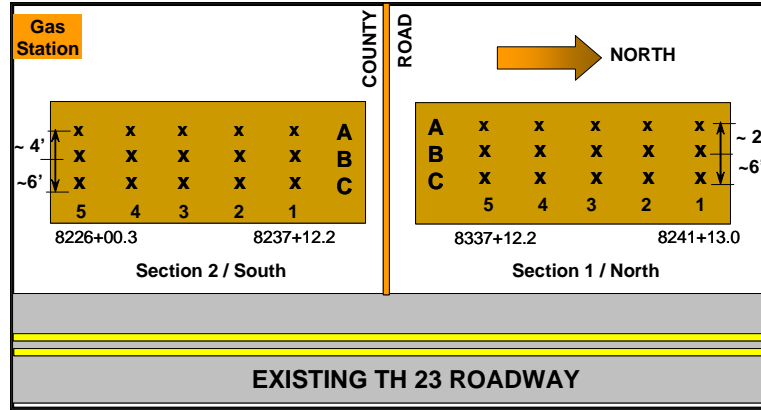 Gas
Station
COUNTY
ROAD
NORTH
x x x x x A
x x x x x B
x x x x x C
5 4 3 2 1
~ 4'
~6'
8226+00.3 8237+12.2
Section 2 / South
A x x x x x
B x x x x x
C x x x x x
5 4 3 2 1
~ 2
~6'
8337+12.2 8241+13.0
Section 1 / North
EXISTING TH 23 ROADWAY